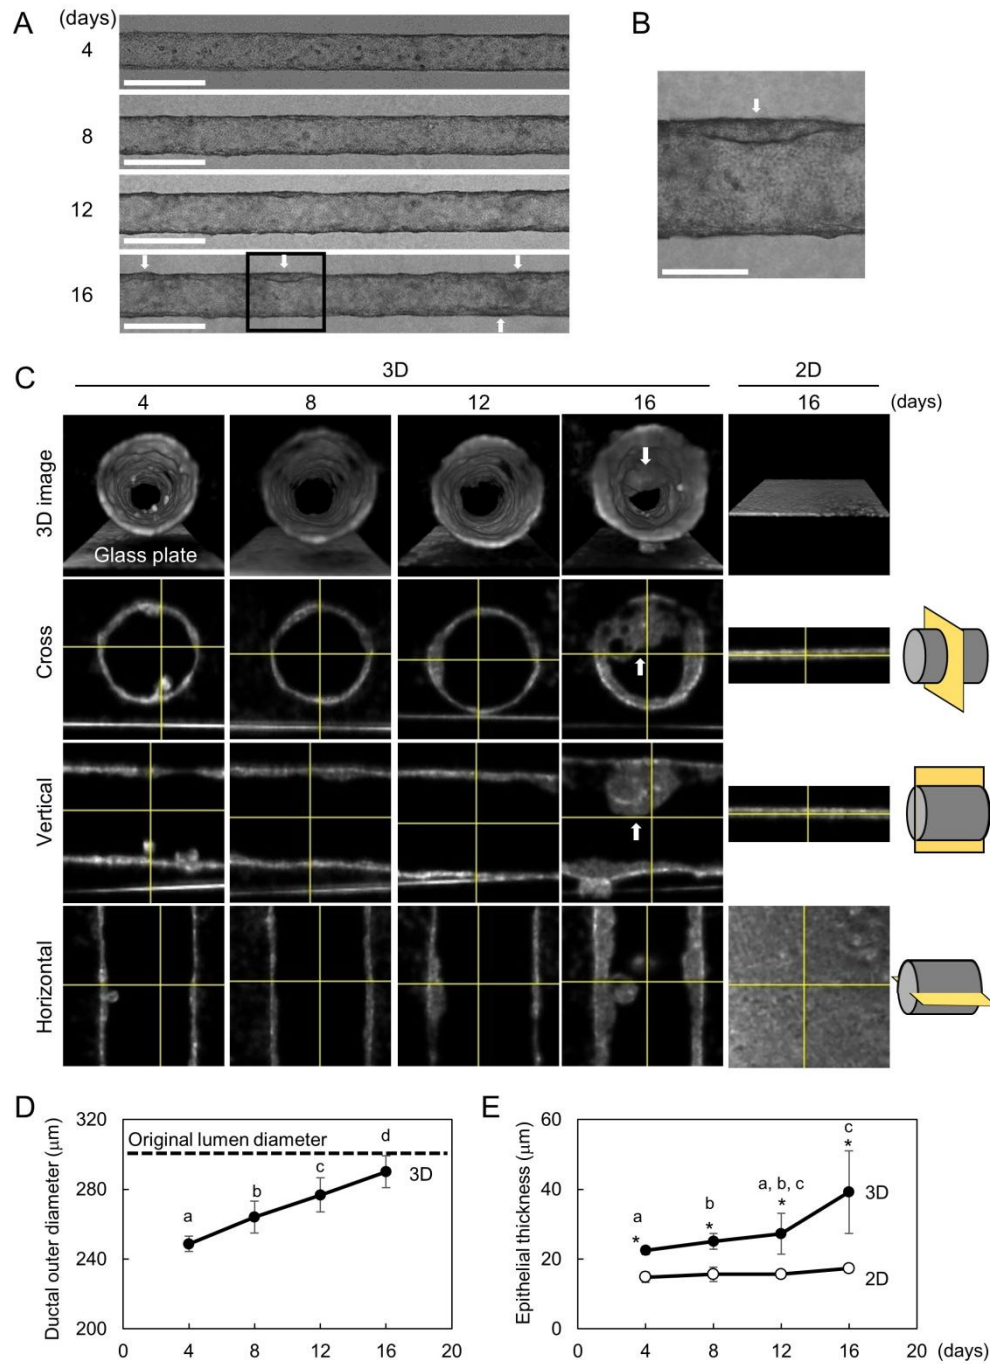 A
(days)
4
8
12
16
B
C
3D
2D
4
8
12
16
16
(days)
3D image
Glass plate
Cross
Vertical
Horizontal
D
Ductal outer diameter (μm)
320
280
240
200
Original lumen diameter
a
b
c
d
3D
0
4
8
12
16
20
E
Epithelial thickness (μm)
60
40
20
0
a
*
b
*
a, b, c
*
c
*
3D
2D
0
4
8
12
16
20
(days)